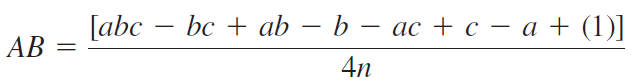 AB = [abc − bc + ab − b − ac + c − a + (1)] / 4n